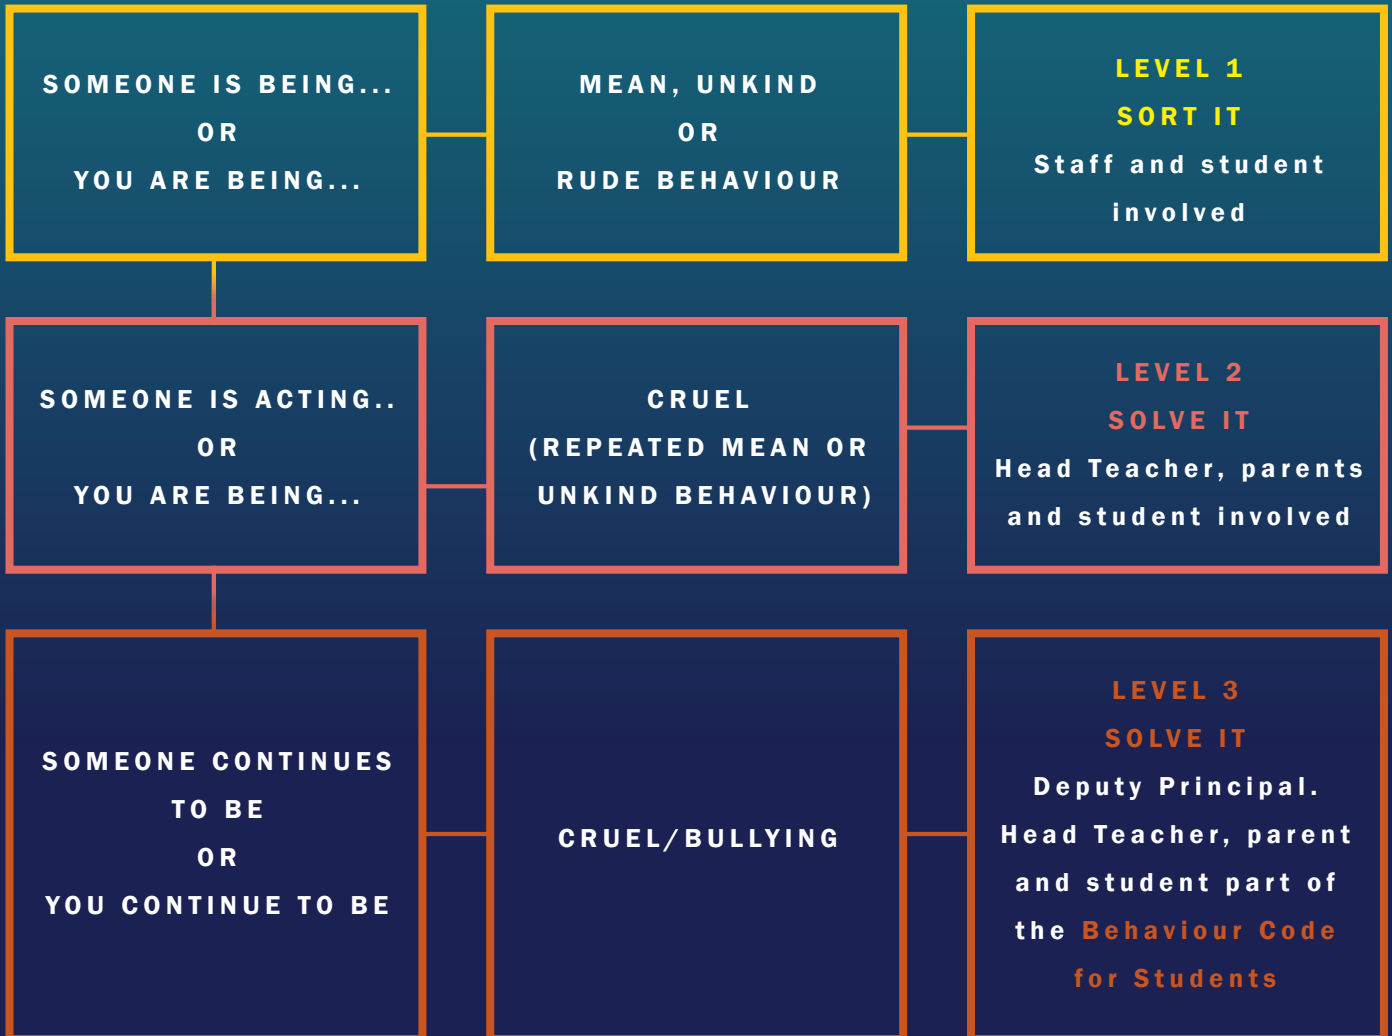 SOMEONE IS BEING...
OR
YOU ARE BEING...
MEAN, UNKIND
OR
RUDE BEHAVIOUR
LEVEL 1
SORT IT
Staff and student
involved
SOMEONE IS ACTING..
OR
YOU ARE BEING...
CRUEL
(REPEATED MEAN OR
UNKIND BEHAVIOUR)
LEVEL 2
SOLVE IT
Head Teacher, parents
and student involved
SOMEONE CONTINUES
TO BE
OR
YOU CONTINUE TO BE
CRUEL/BULLYING
LEVEL 3
SOLVE IT
Deputy Principal.
Head Teacher, parent
and student part of
the Behaviour Code
for Students